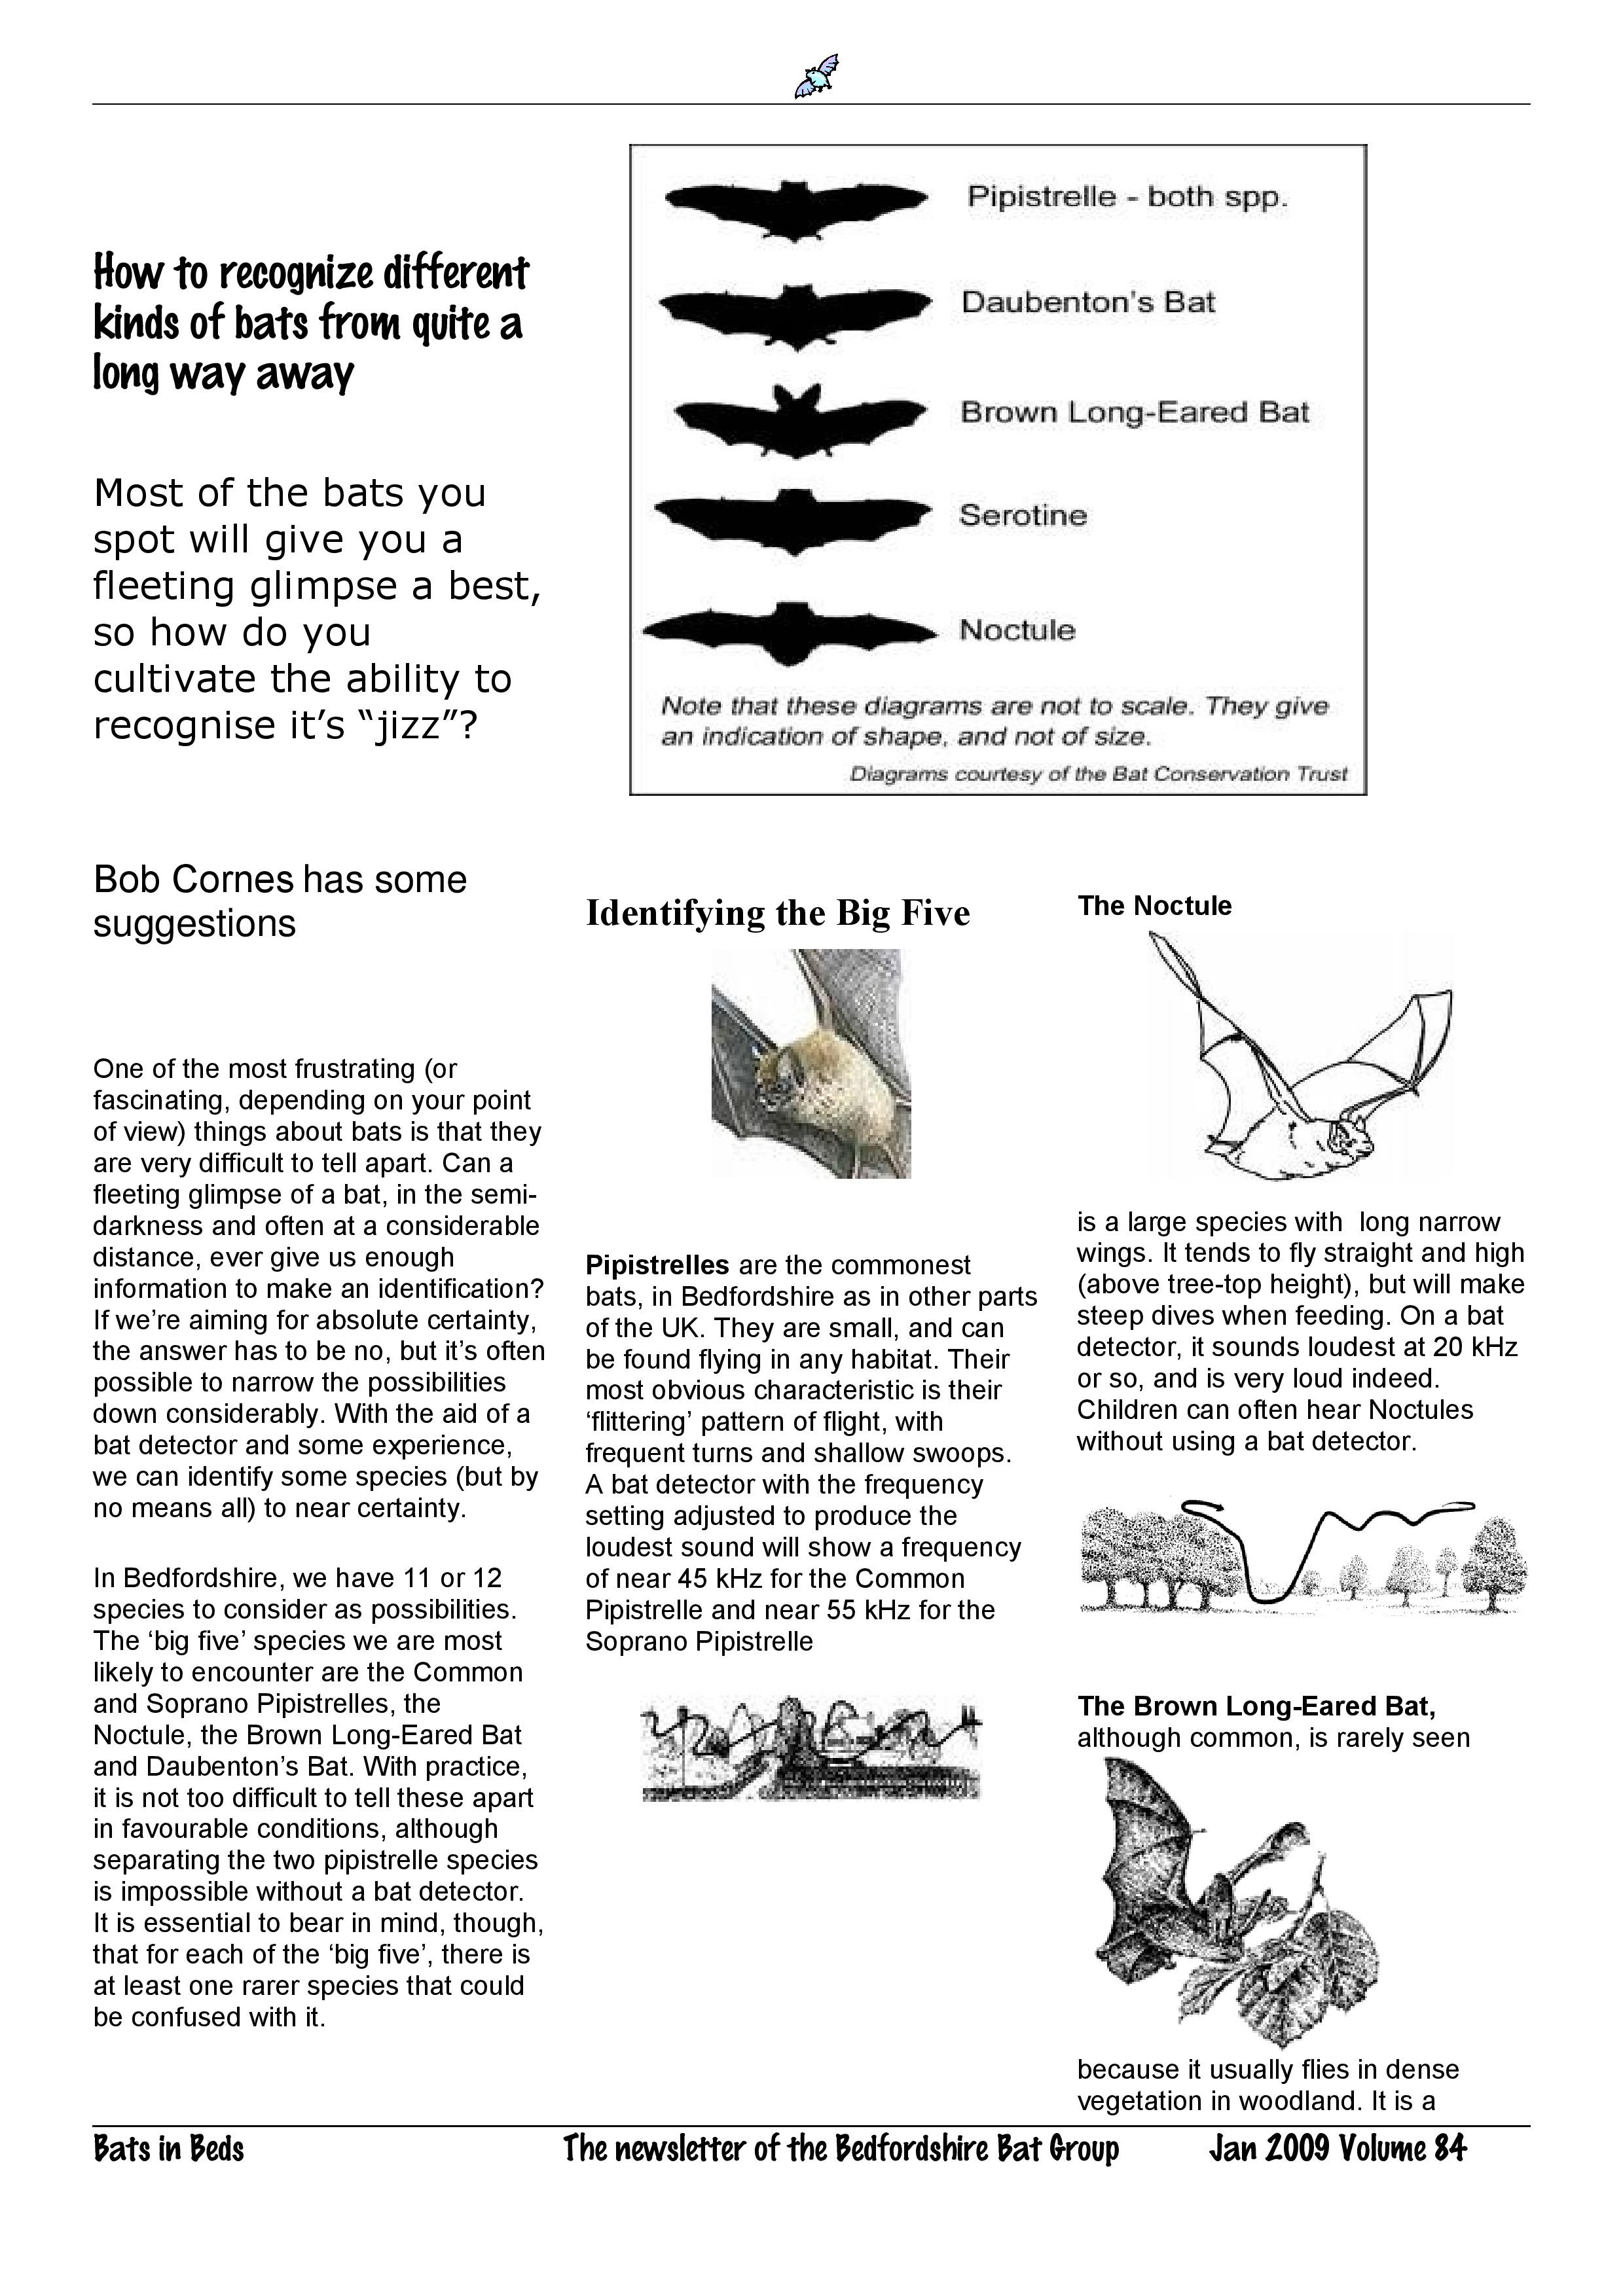 How to recognize different
kinds of bats from quite a
long way away
Most of the bats you
spot will give you a
fleeting glimpse a best,
so how do you
cultivate the ability to
recognise it’s “jizz”?
Bob Cornes has some
suggestions
One of the most frustrating (or
fascinating, depending on your point
of view) things about bats is that they
are very difficult to tell apart. Can a
fleeting glimpse of a bat, in the semi-
darkness and often at a considerable
distance, ever give us enough
information to make an identification?
If we’re aiming for absolute certainty,
the answer has to be no, but it’s often
possible to narrow the possibilities
down considerably. With the aid of a
bat detector and some experience,
we can identify some species (but by
no means all) to near certainty.
In Bedfordshire, we have 11 or 12
species to consider as possibilities.
The ‘big five’ species we are most
likely to encounter are the Common
and Soprano Pipistrelles, the
Noctule, the Brown Long-Eared Bat
and Daubenton’s Bat. With practice,
it is not too difficult to tell these apart
in favourable conditions, although
separating the two pipistrelle species
is impossible without a bat detector.
It is essential to bear in mind, though,
that for each of the ‘big five’, there is
at least one rarer species that could
be confused with it.
Pipistrelle - both spp.
Daubenton’s Bat
Brown Long-Eared Bat
Serotine
Noctule
Note that these diagrams are not to scale. They give
an indication of shape, and not of size.
Diagrams courtesy of the Bat Conservation Trust
Identifying the Big Five
Pipistrelles are the commonest
bats, in Bedfordshire as in other parts
of the UK. They are small, and can
be found flying in any habitat. Their
most obvious characteristic is their
‘flittering’ pattern of flight, with
frequent turns and shallow swoops.
A bat detector with the frequency
setting adjusted to produce the
loudest sound will show a frequency
of near 45 kHz for the Common
Pipistrelle and near 55 kHz for the
Soprano Pipistrelle
The Noctule
is a large species with  long narrow
wings. It tends to fly straight and high
(above tree-top height), but will make
steep dives when feeding. On a bat
detector, it sounds loudest at 20 kHz
or so, and is very loud indeed.
Children can often hear Noctules
without using a bat detector.
The Brown Long-Eared Bat,
although common, is rarely seen
because it usually flies in dense
vegetation in woodland. It is a
Bats in Beds
The newsletter of the Bedfordshire Bat Group
Jan 2009 Volume 84